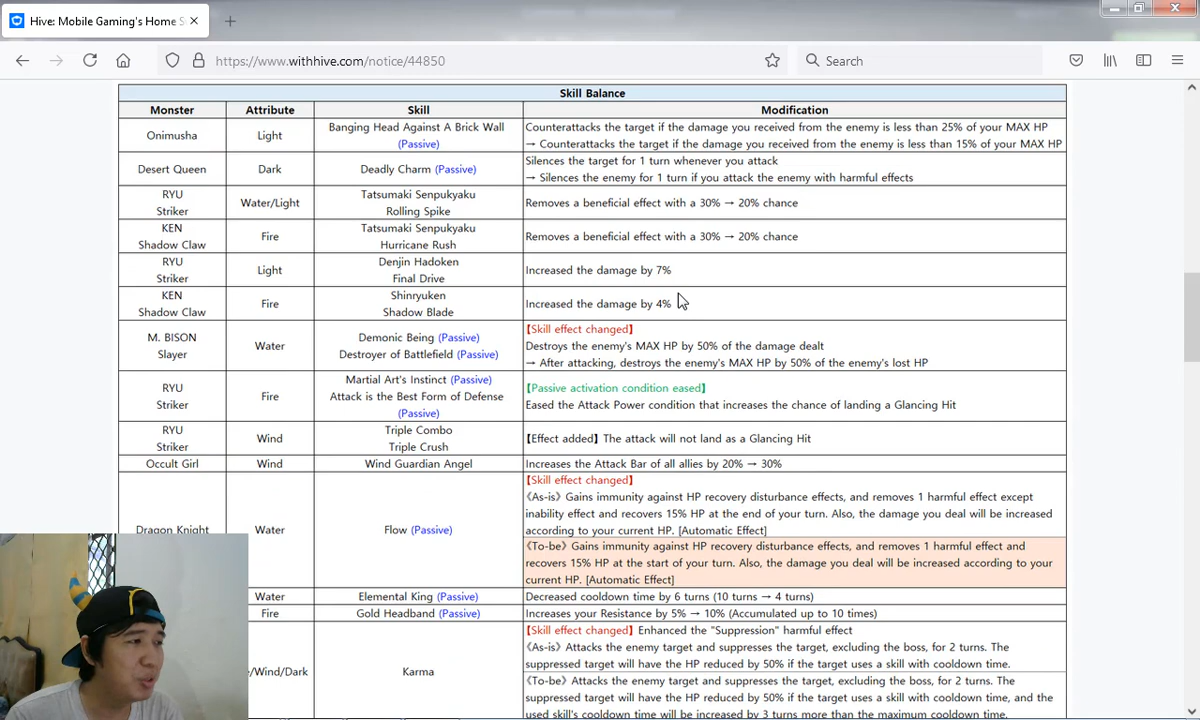 Hive: Mobile Gaming's Home S
https://www.withhive.com/notice/44850
Search
Skill Balance
Monster Attribute Skill Modification
Onimusha Light Banging Head Against A Brick Wall
(Passive)
Counterattacks the target if the damage you received from the enemy is less than 25% of your MAX HP
→ Counterattacks the target if the damage you received from the enemy is less than 15% of your MAX HP
Desert Queen Dark Deadly Charm (Passive)
Silences the target for 1 turn whenever you attack
→ Silences the enemy for 1 turn if you attack the enemy with harmful effects
RYU
Striker
Water/Light
Tatsumaki Senpukyaku
Rolling Spike
Removes a beneficial effect with a 30% → 20% chance
KEN
Shadow Claw
Fire
Tatsumaki Senpukyaku
Hurricane Rush
Removes a beneficial effect with a 30% → 20% chance
RYU
Striker
Light
Denjin Hadoken
Final Drive
Increased the damage by 7%
KEN
Shadow Claw
Fire
Shinryuken
Shadow Blade
Increased the damage by 4%
M. BISON
Slayer
Water
Demonic Being (Passive)
Destroyer of Battlefield (Passive)
【Skill effect changed】
Destroys the enemy's MAX HP by 50% of the damage dealt
→ After attacking, destroys the enemy's MAX HP by 50% of the enemy's lost HP
RYU
Striker
Fire
Martial Art's Instinct (Passive)
Attack is the Best Form of Defense
(Passive)
【Passive activation condition eased】
Eased the Attack Power condition that increases the chance of landing a Glancing Hit
RYU
Striker
Wind
Triple Combo
Triple Crush
【Effect added】 The attack will not land as a Glancing Hit
Occult Girl Wind Wind Guardian Angel Increases the Attack Bar of all allies by 20% → 30%
Dragon Knight Water Flow (Passive)
【Skill effect changed】
《As-is》 Gains immunity against HP recovery disturbance effects, and removes 1 harmful effect except
inability effect and recovers 15% HP at the end of your turn. Also, the damage you deal will be increased
according to your current HP. [Automatic Effect]
《To-be》 Gains immunity against HP recovery disturbance effects, and removes 1 harmful effect and
recovers 15% HP at the start of your turn. Also, the damage you deal will be increased according to your
current HP. [Automatic Effect]
Water Elemental King (Passive) Decreased cooldown time by 6 turns (10 turns → 4 turns)
Fire Gold Headband (Passive) Increases your Resistance by 5% → 10% (Accumulated up to 10 times)
/Wind/Dark Karma
【Skill effect changed】 Enhanced the "Suppression" harmful effect
《As-is》 Attacks the enemy target and suppresses the target, excluding the boss, for 2 turns. The
suppressed target will have the HP reduced by 50% if the target uses a skill with cooldown time.
《To-be》 Attacks the enemy target and suppresses the target, excluding the boss, for 2 turns. The
suppressed target will have the HP reduced by 50% if the target uses a skill with cooldown time, and the
used skill's cooldown time will be increased by 3 turns more than the maximum cooldown time.